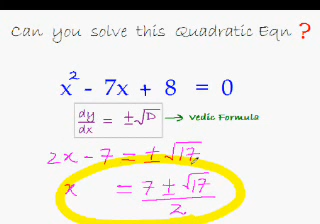 Can you solve this Quadratic Eqn ?
x² - 7x + 8 = 0
dy/dx = ±√D → Vedic Formula
2x - 7 = ±√17
x = (7 ± √17)/2